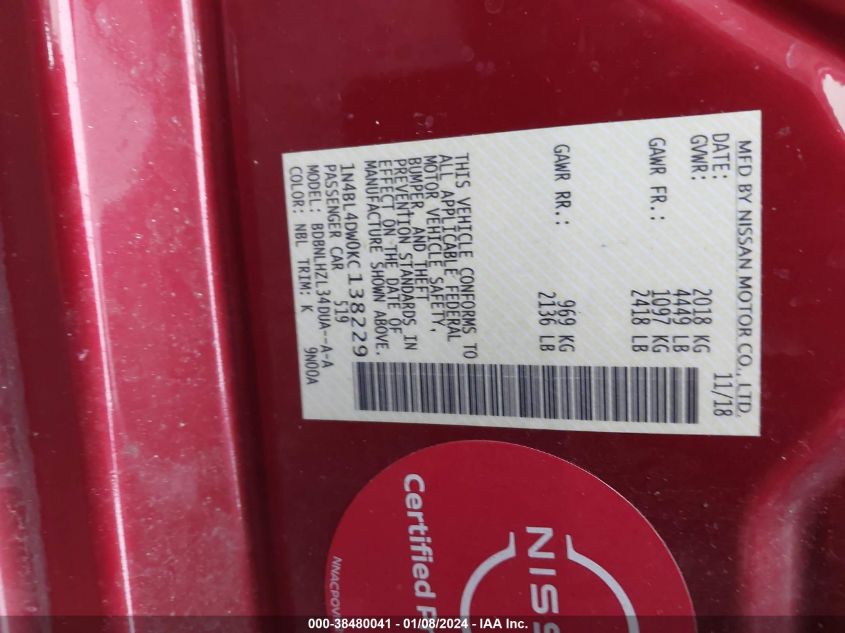 MFD BY NISSAN MOTOR CO., LTD.
DATE: 11/18
GVWR: 2018 KG
4449 LB
GAWR FR.: 1097 KG
2418 LB
GAWR RR.: 969 KG
2136 LB
THIS VEHICLE CONFORMS TO
ALL APPLICABLE FEDERAL
MOTOR VEHICLE SAFETY,
BUMPER, AND THEFT
PREVENTION STANDARDS IN
EFFECT ON THE DATE OF
MANUFACTURE SHOWN ABOVE.
1N4BL4DW0KC138229
PASSENGER CAR 519
MODEL: BDBNLHZL34DUA--A-A
COLOR: NBL TRIM: K 9N00A
NISS
Certified P
NNACPOV
000-38480041 - 01/08/2024 - IAA Inc.